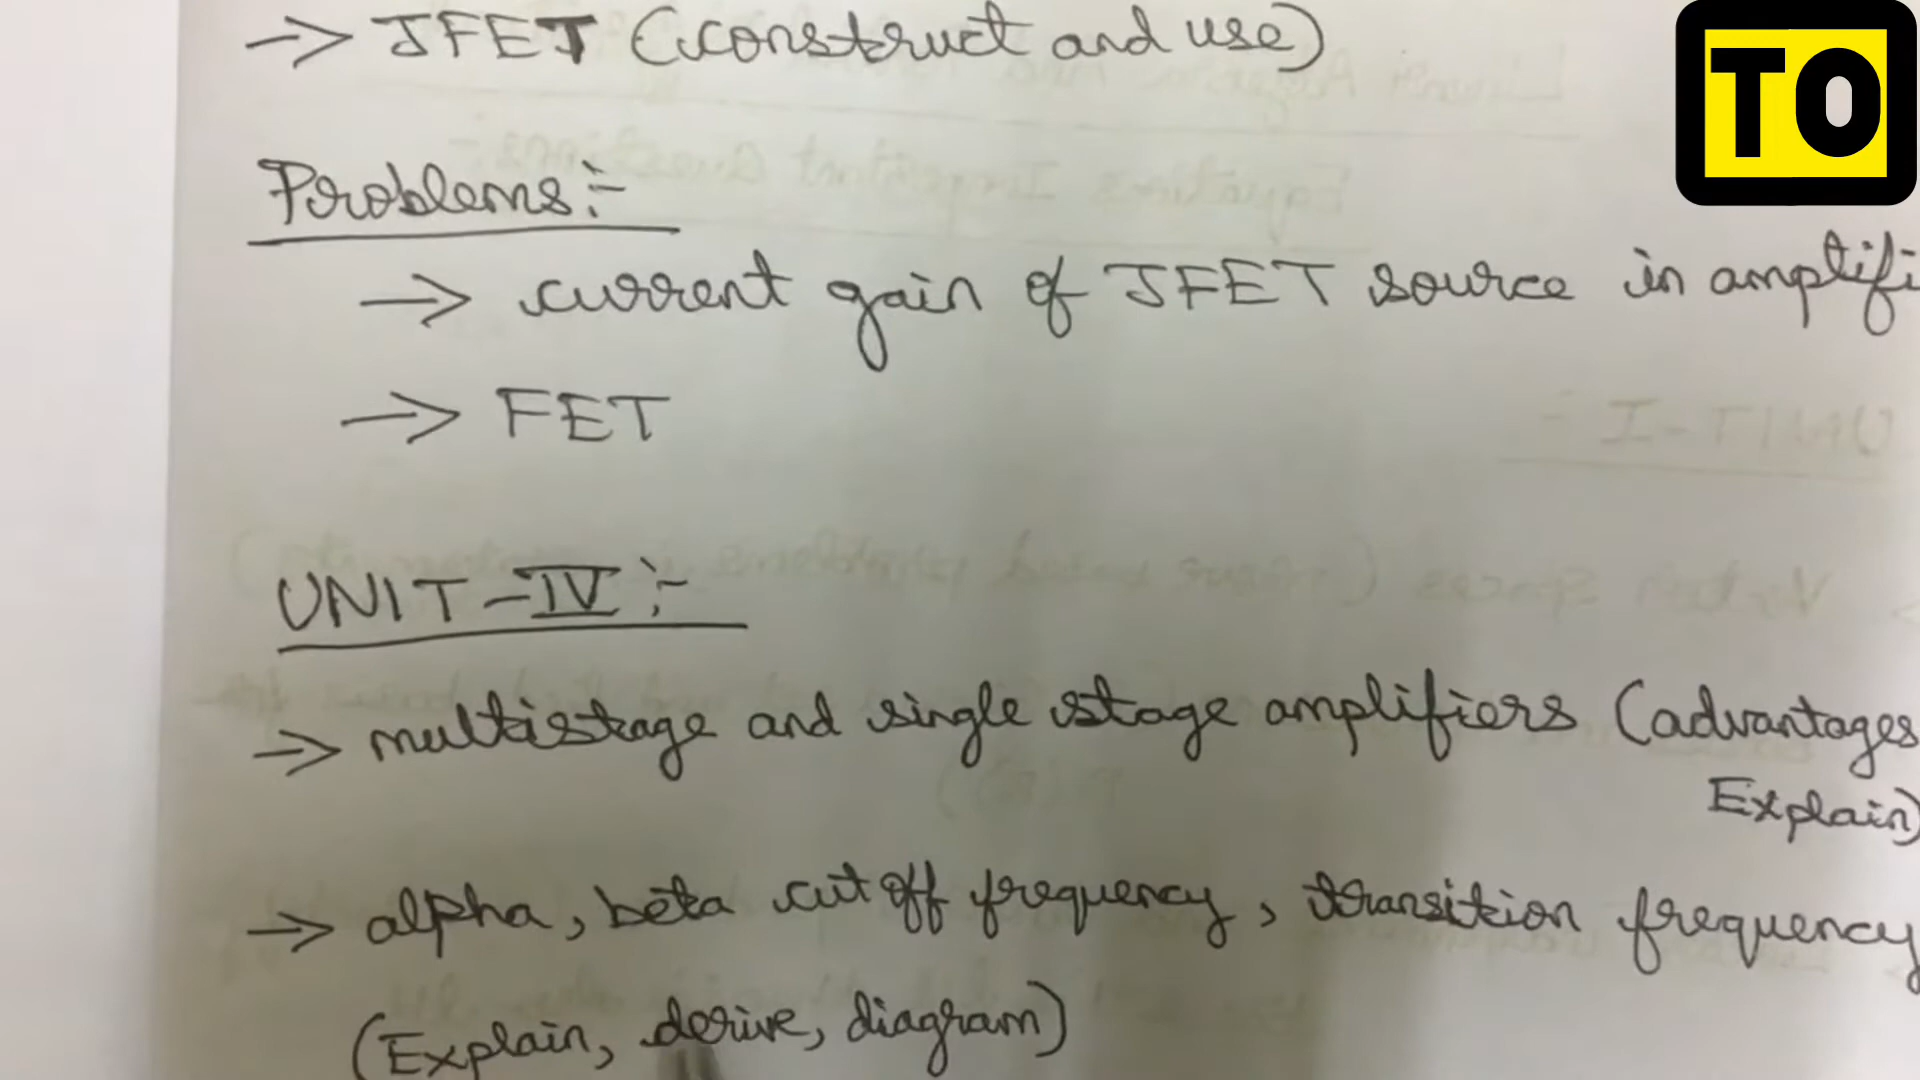 → JFET (construct and use)
TO
Problems :-
→ current gain of JFET source in amplifi
→ FET
UNIT-IV :-
→ multistage and single stage amplifiers (advantages
Explain)
→ alpha, beta cut off frequency, transition frequency
(Explain, derive, diagram)